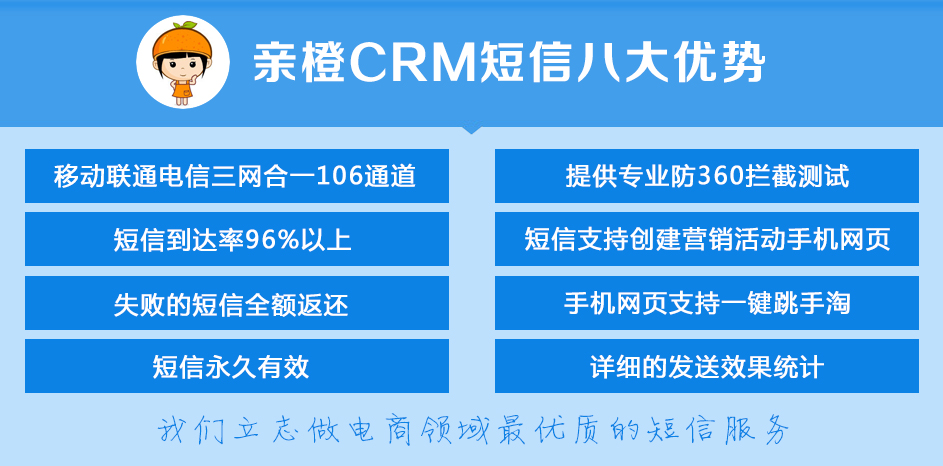 亲橙CRM短信八大优势
移动联通电信三网合一106通道
提供专业防360拦截测试
短信到达率96%以上
短信支持创建营销活动手机网页
失败的短信全额返还
手机网页支持一键跳手淘
短信永久有效
详细的发送效果统计
我们立志做电商领域最优质的短信服务